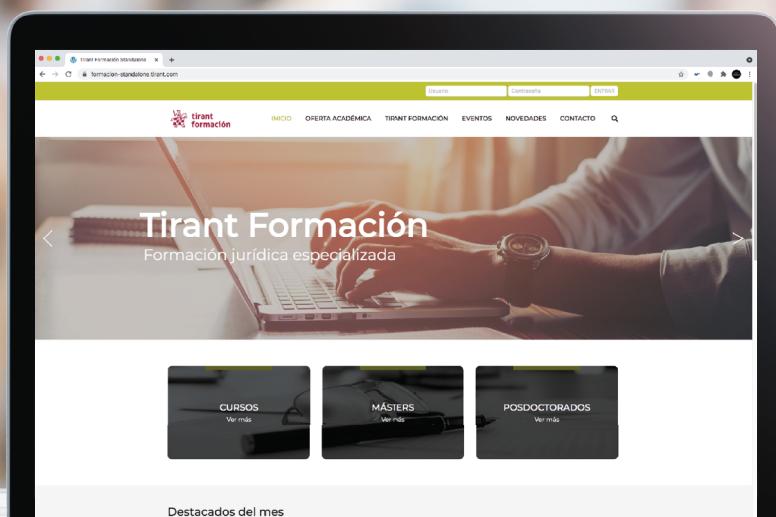 Tirant Formación Standalone
formacion-standalone.tirant.com
Usuario
Contraseña
ENTRAR
tirant
formación
INICIO
OFERTA ACADÉMICA
TIRANT FORMACIÓN
EVENTOS
NOVEDADES
CONTACTO
Tirant Formación
Formación jurídica especializada
CURSOS
Ver más
MÁSTERS
Ver más
POSDOCTORADOS
Ver más
Destacados del mes